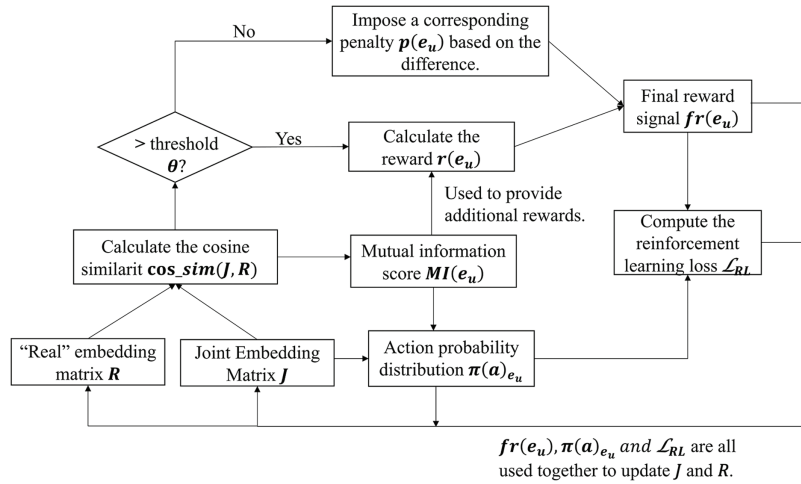 No
Impose a corresponding
penalty p(e_u) based on the
difference.
Final reward
signal fr(e_u)
> threshold
θ?
Yes
Calculate the
reward r(e_u)
Used to provide
additional rewards.
Compute the
reinforcement
learning loss ℒ_RL
Calculate the cosine
similarit cos_sim(J, R)
Mutual information
score MI(e_u)
“Real” embedding
matrix R
Joint Embedding
Matrix J
Action probability
distribution π(a)_{e_u}
fr(e_u), π(a)_{e_u} and ℒ_RL are all
used together to update J and R.